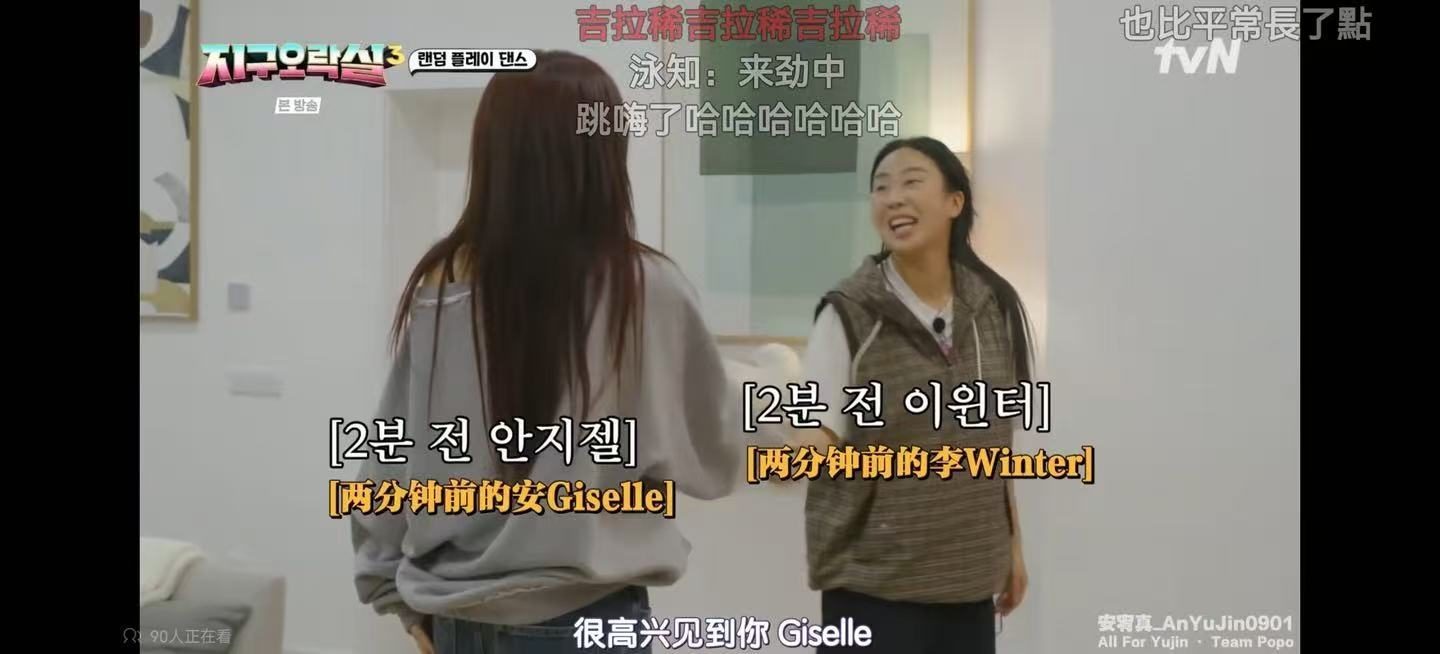 吉拉稀吉拉稀吉拉稀
也比平常長了點
지구오락실3
랜덤 플레이 댄스
tvN
泳知：来劲中
본 방송
跳嗨了哈哈哈哈哈哈
[2분 전 이윈터]
[两分钟前的李Winter]
[2분 전 안지젤]
[两分钟前的安Giselle]
90人正在看
很高兴见到你 Giselle
安宥真_AnYuJin0901
All For Yujin · Team Popo